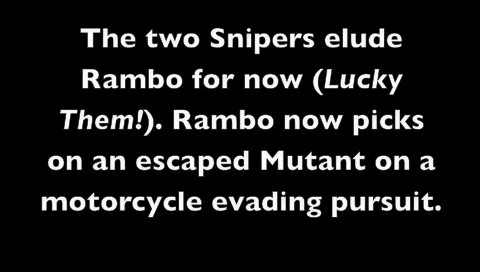 The two Snipers elude
Rambo for now (Lucky
Them!). Rambo now picks
on an escaped Mutant on a
motorcycle evading pursuit.